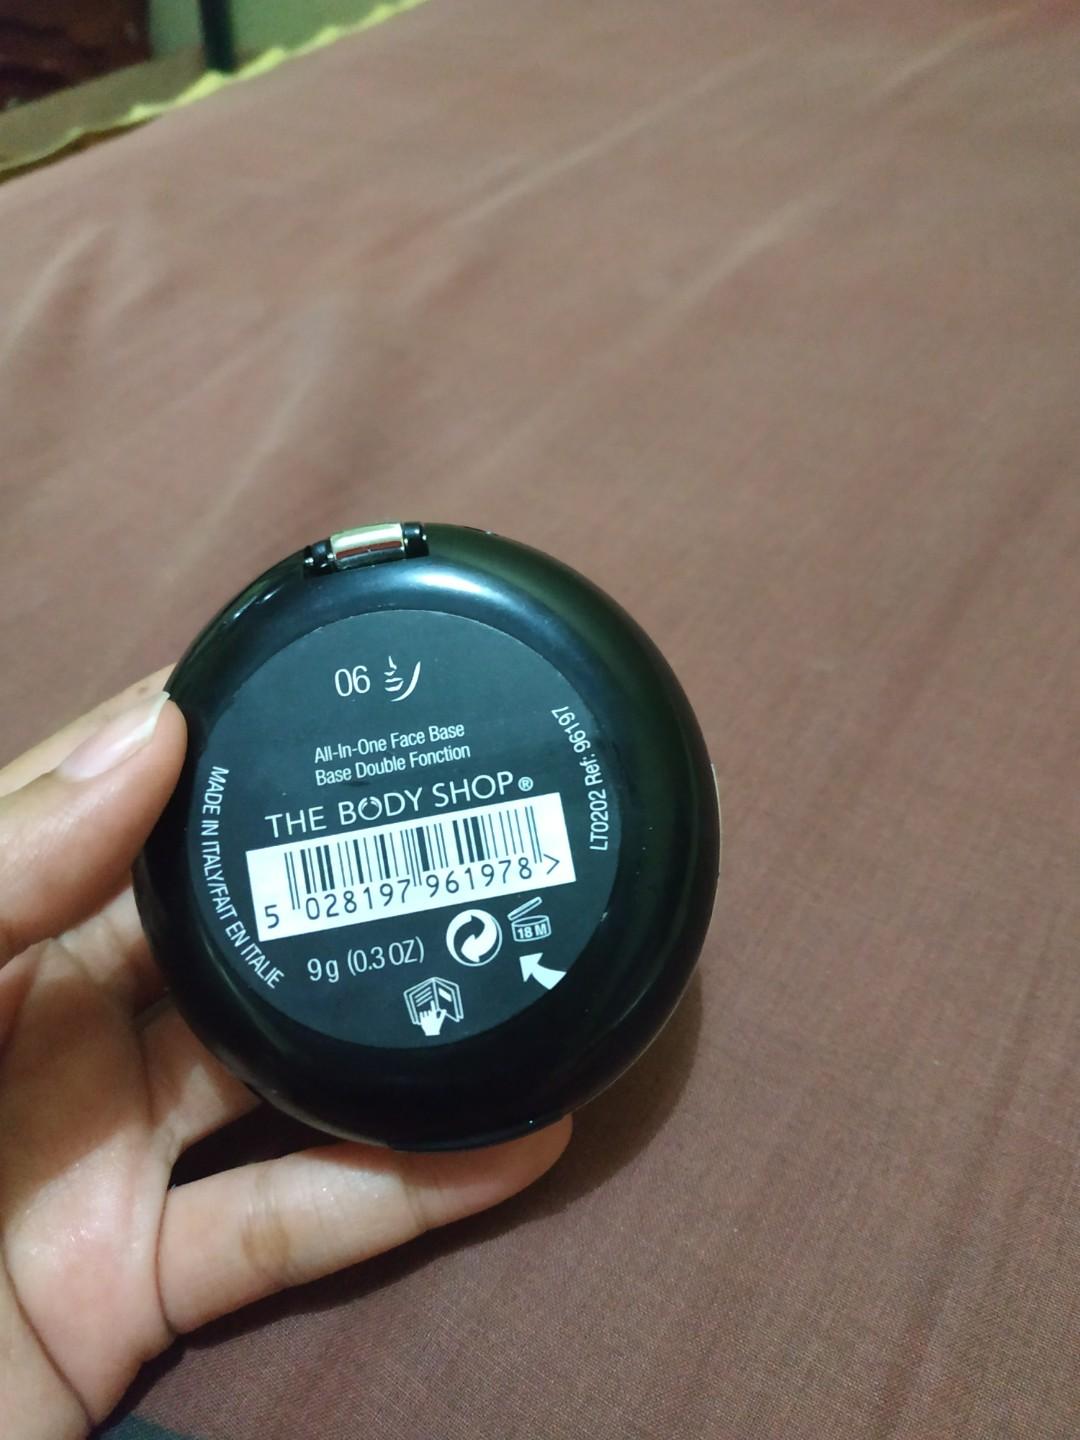 06
All-In-One Face Base
Base Double Fonction
THE BODY SHOP®
5 028197 961978 >
9g (0.3 OZ)
18 M
MADE IN ITALY/FAIT EN ITALIE
LT0202 Ref: 96197